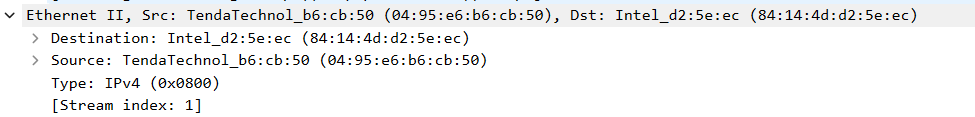 Ethernet II, Src: TendaTechnol_b6:cb:50 (04:95:e6:b6:cb:50), Dst: Intel_d2:5e:ec (84:14:4d:d2:5e:ec)
Destination: Intel_d2:5e:ec (84:14:4d:d2:5e:ec)
Source: TendaTechnol_b6:cb:50 (04:95:e6:b6:cb:50)
Type: IPv4 (0x0800)
[Stream index: 1]